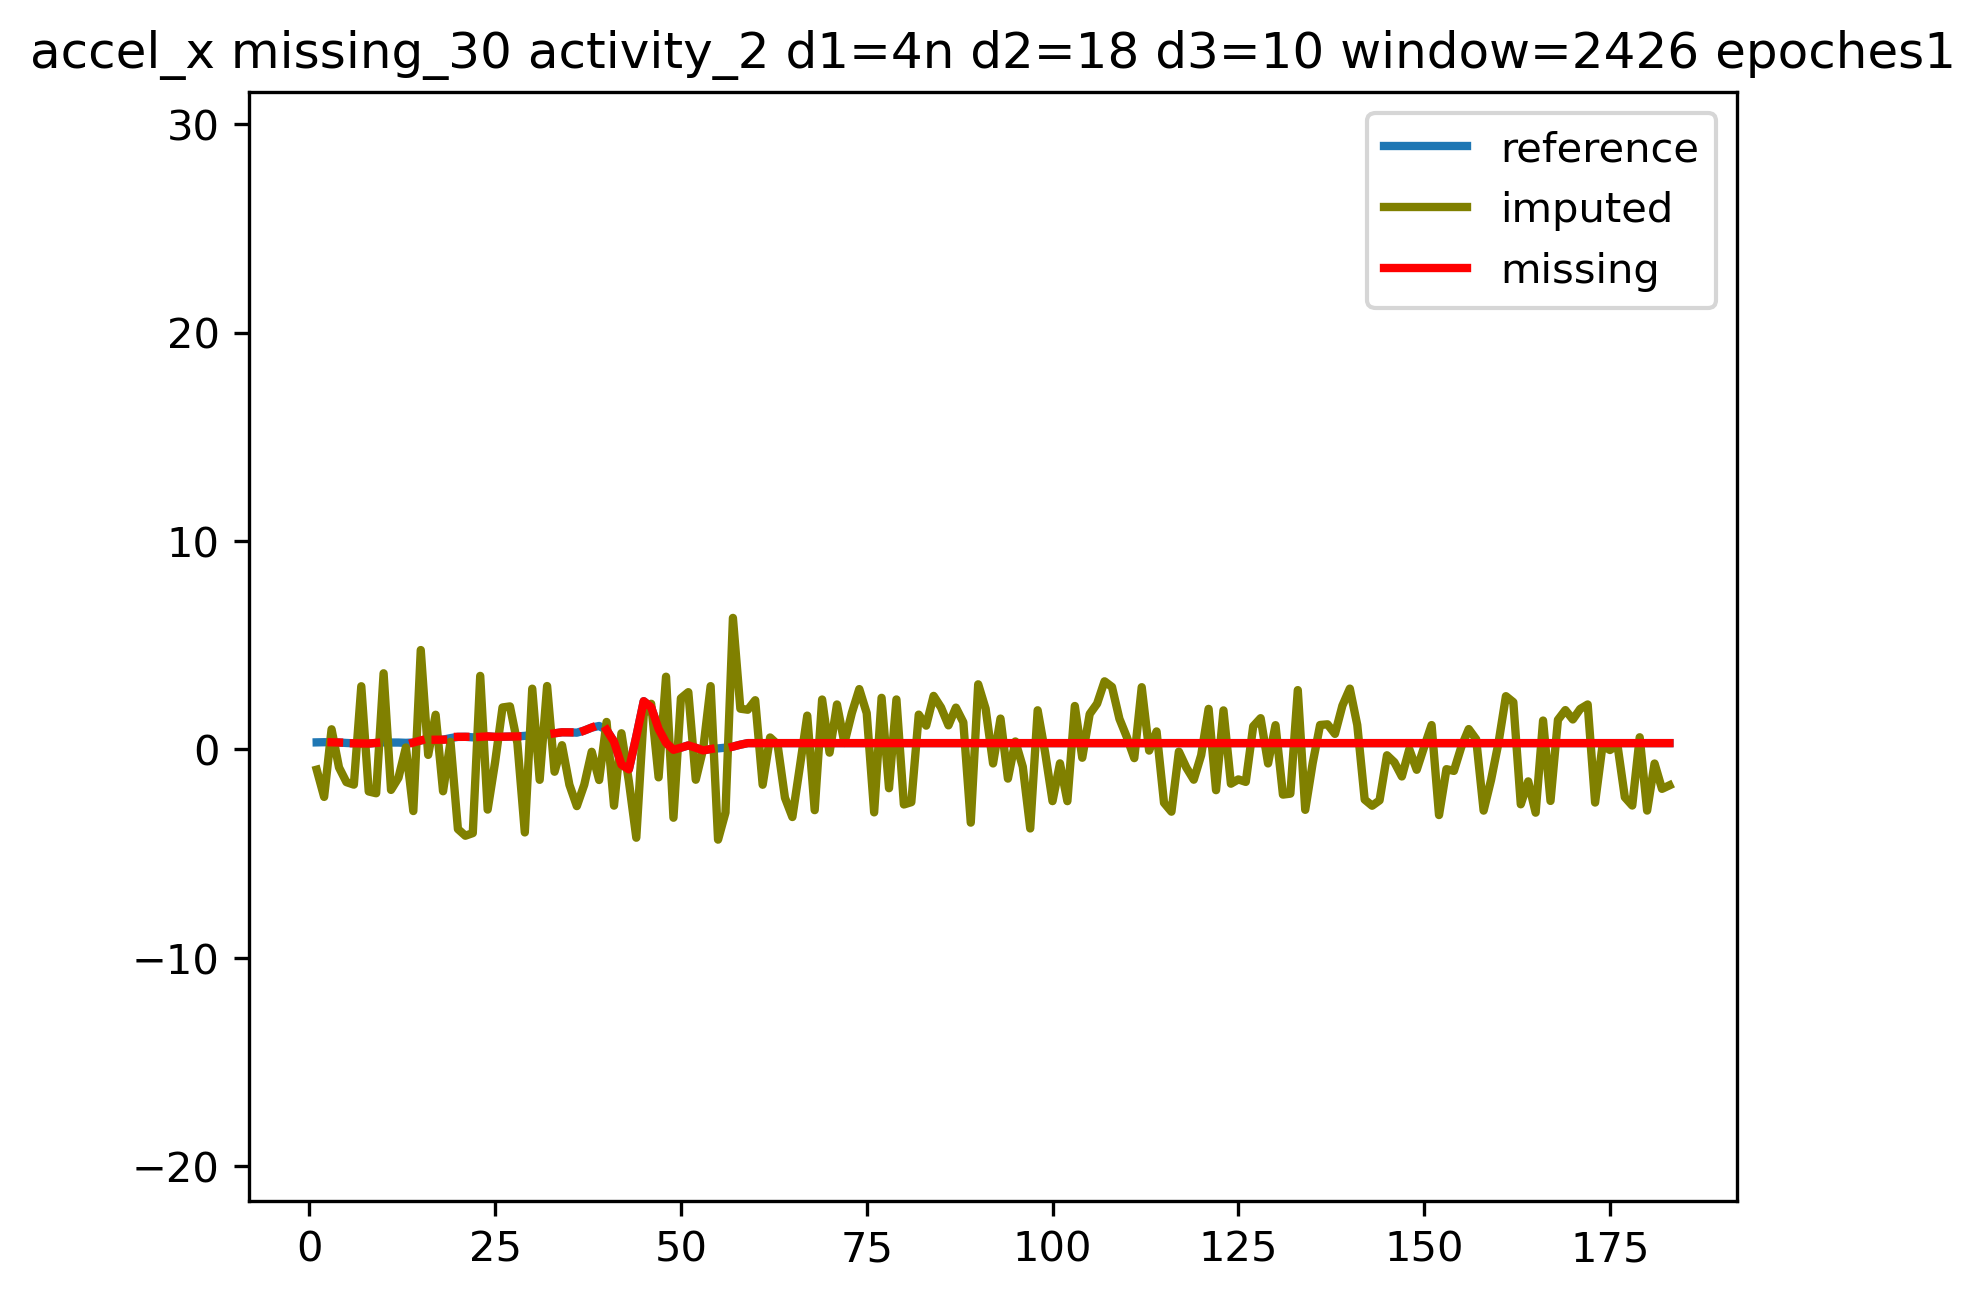 accel_x missing_30 activity_2 d1=4n d2=18 d3=10 window=2426 epoches1
reference
imputed
missing
30
20
10
0
−10
−20
0 25 50 75 100 125 150 175